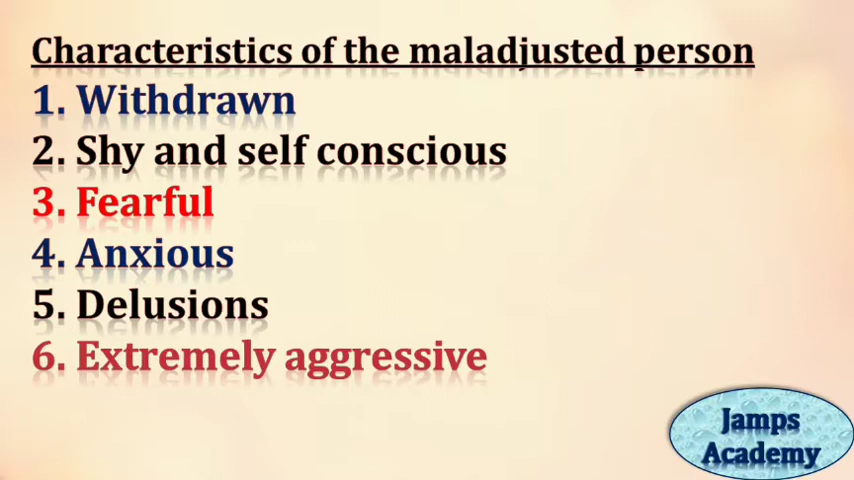 Characteristics of the maladjusted person
1. Withdrawn
2. Shy and self conscious
3. Fearful
4. Anxious
5. Delusions
6. Extremely aggressive
Jamps
Academy